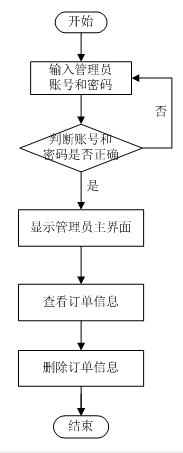 开始
输入管理员
账号和密码
否
判断账号和
密码是否正确
是
显示管理员主界面
查看订单信息
删除订单信息
结束